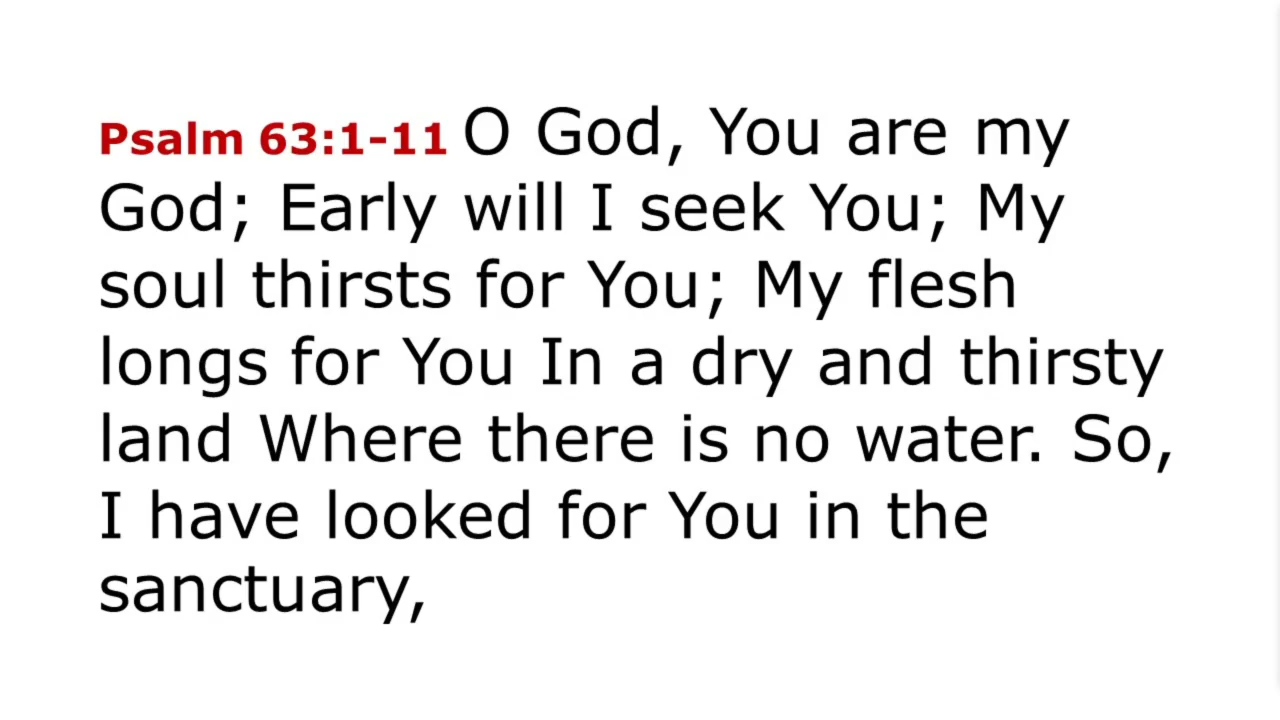 Psalm 63:1-11 O God, You are my
God; Early will I seek You; My
soul thirsts for You; My flesh
longs for You In a dry and thirsty
land Where there is no water. So,
I have looked for You in the
sanctuary,